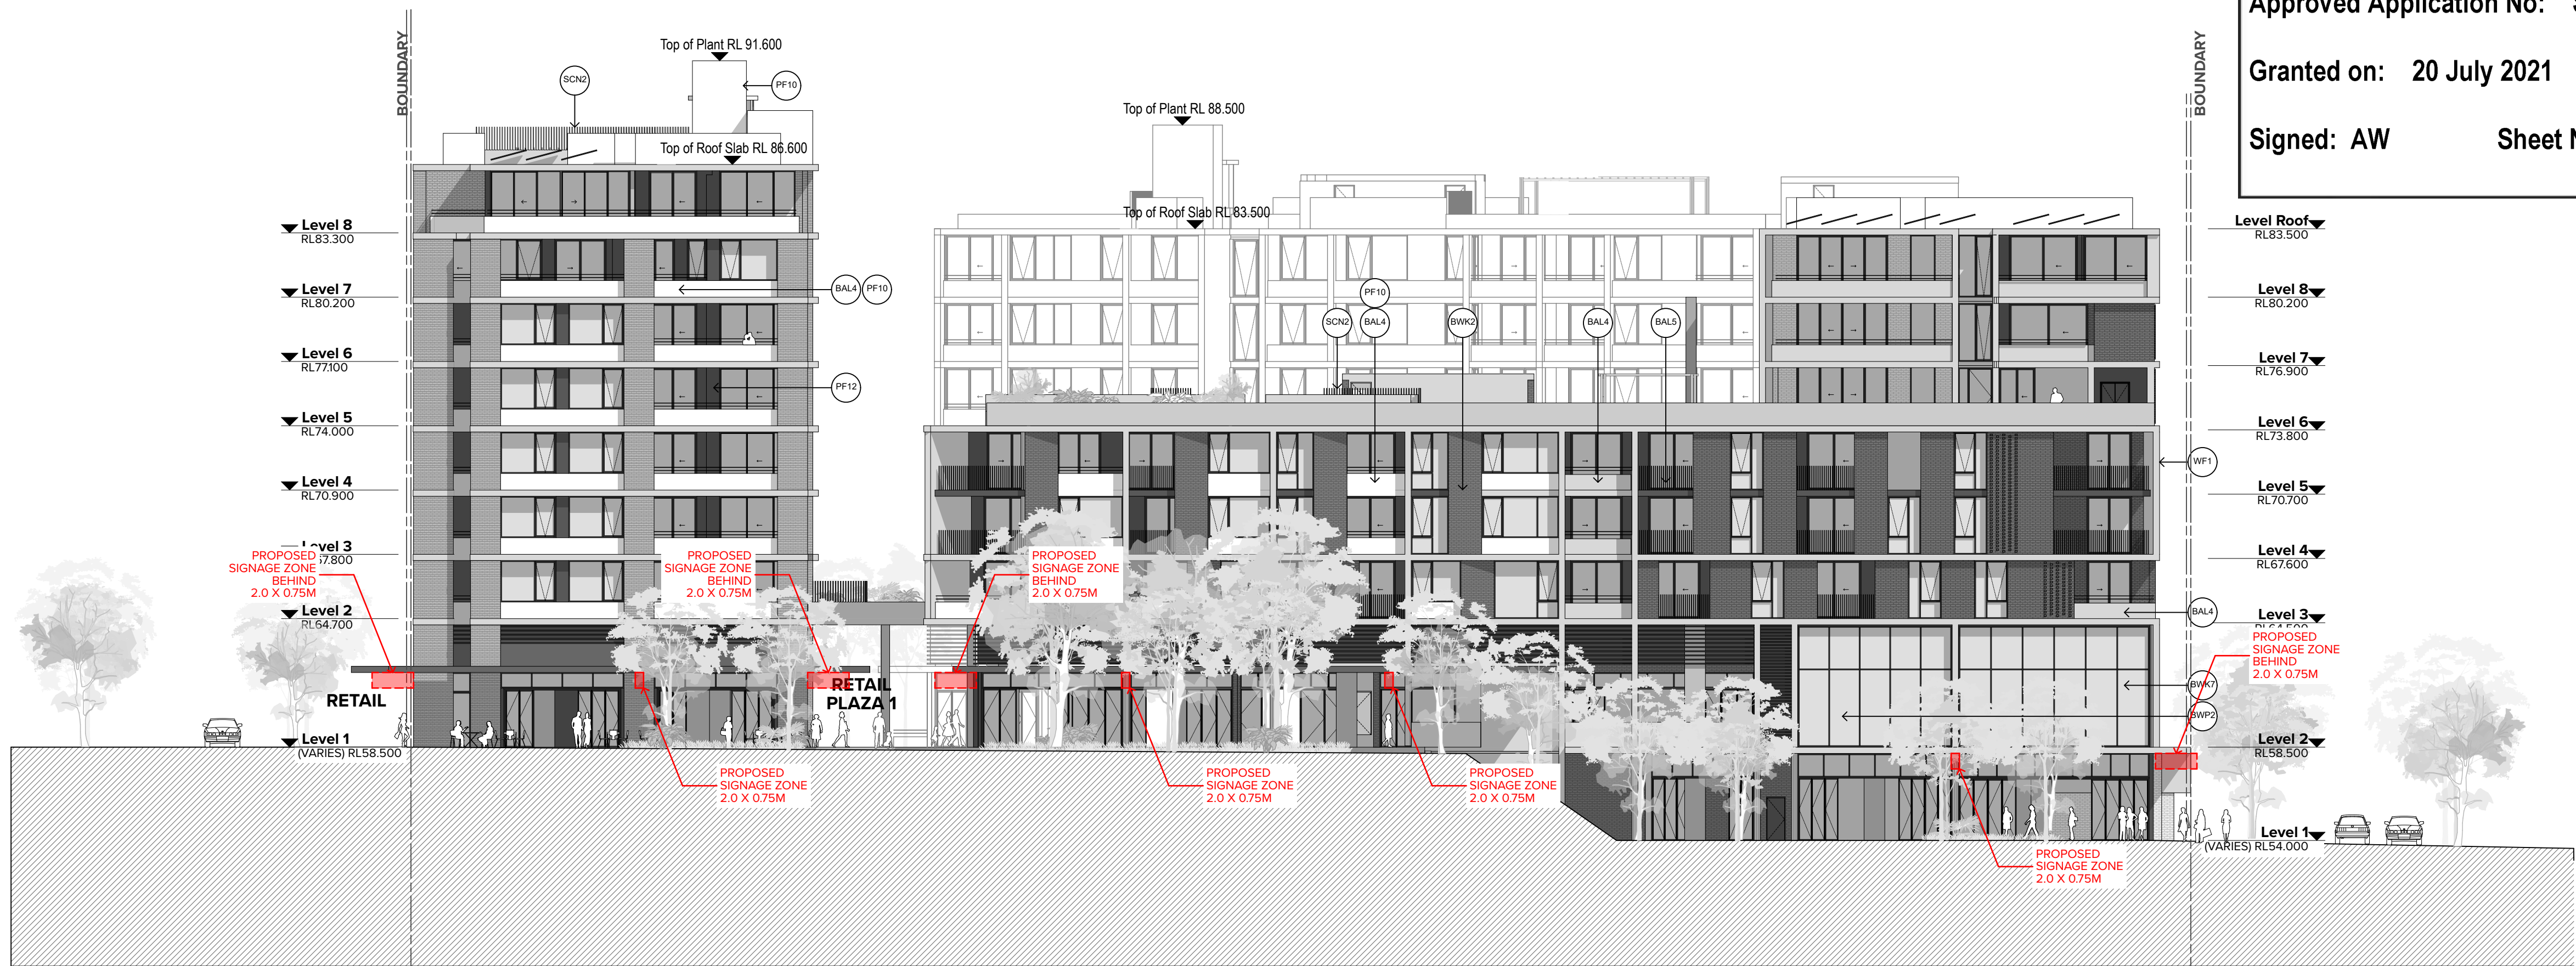 Approved Application No:
Granted on: 20 July 2021
Signed: AW Sheet
BOUNDARY
BOUNDARY
Top of Plant RL 91.600
SCN2
PF10
Top of Roof Slab RL 86.600
Top of Plant RL 88.500
Top of Roof Slab RL 83.500
Level 8
RL83.300
Level 7
RL80.200
Level 6
RL77.100
Level 5
RL74.000
Level 4
RL70.900
Level 3
67.800
Level 2
RL64.700
Level 1
(VARIES) RL58.500
BAL4
PF10
PF12
PF10
SCN2
BAL4
BWK2
BAL4
BAL5
Level Roof
RL83.500
Level 8
RL80.200
Level 7
RL76.900
Level 6
RL73.800
WF1
Level 5
RL70.700
Level 4
RL67.600
BAL4
Level 3
RL64.500
BWK7
BWP2
Level 2
RL58.500
Level 1
(VARIES) RL54.000
PROPOSED
SIGNAGE ZONE
BEHIND
2.0 X 0.75M
PROPOSED
SIGNAGE ZONE
BEHIND
2.0 X 0.75M
PROPOSED
SIGNAGE ZONE
BEHIND
2.0 X 0.75M
PROPOSED
SIGNAGE ZONE
BEHIND
2.0 X 0.75M
RETAIL
RETAIL
PLAZA 1
PROPOSED
SIGNAGE ZONE
2.0 X 0.75M
PROPOSED
SIGNAGE ZONE
2.0 X 0.75M
PROPOSED
SIGNAGE ZONE
2.0 X 0.75M
PROPOSED
SIGNAGE ZONE
2.0 X 0.75M